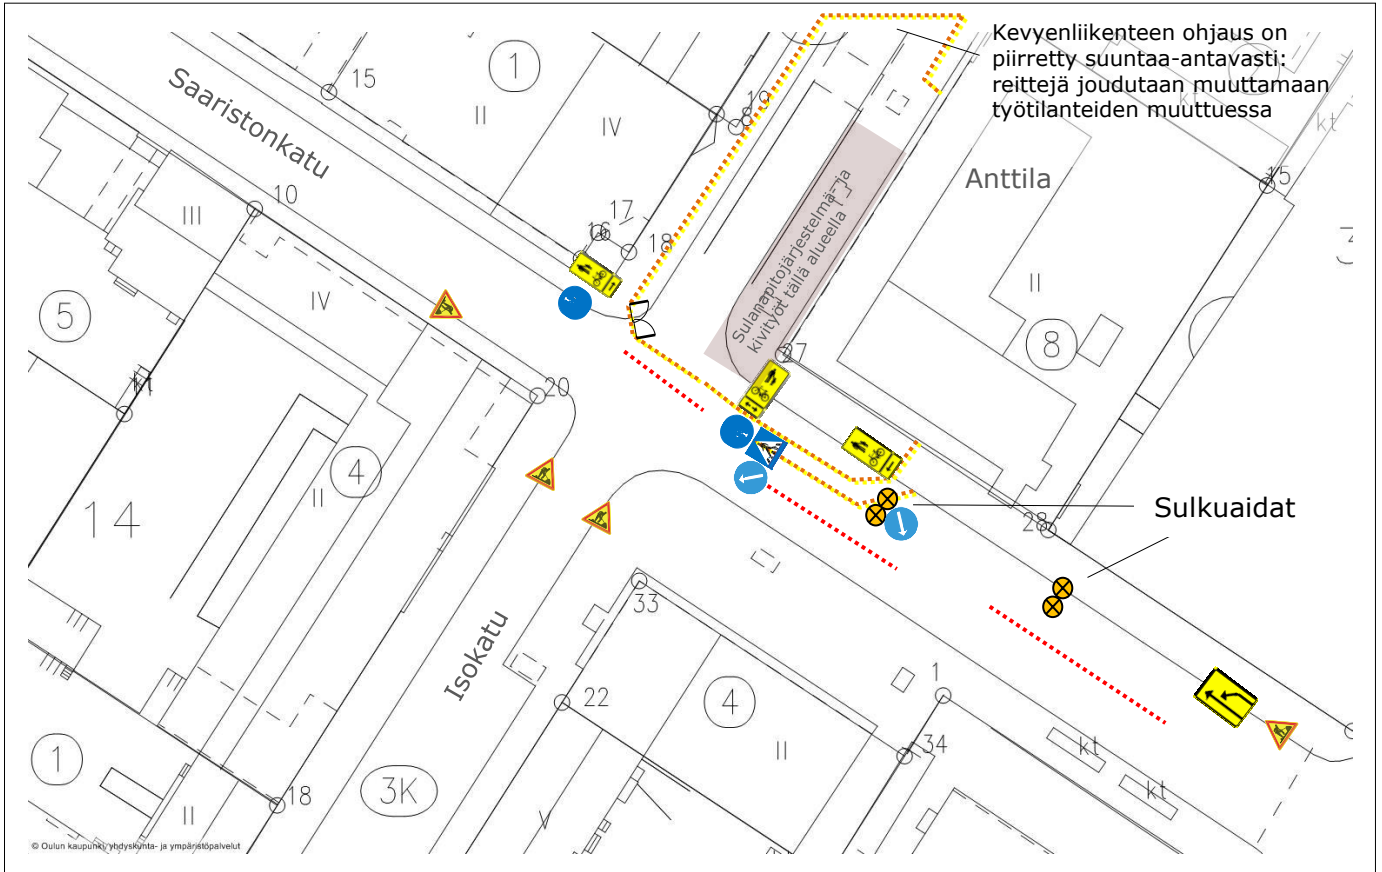 Kevyenliikenteen ohjaus on
piirretty suuntaa-antavasti:
reittejä joudutaan muuttamaan
työtilanteiden muuttuessa
Saaristonkatu
15
1
II
IV
19
8
kt
kt
Anttila
15
10
III
17
16
18
Sulanapitojärjestelmä- ja
kivityöt tällä alueella
IV
5
II
8
27
20
4
II
14
Sulkuaidat
28
33
Isokatu
22
4
II
1
34
kt
kt
1
II
18
3K
V
© Oulun kaupunki, yhdyskunta- ja ympäristöpalvelut